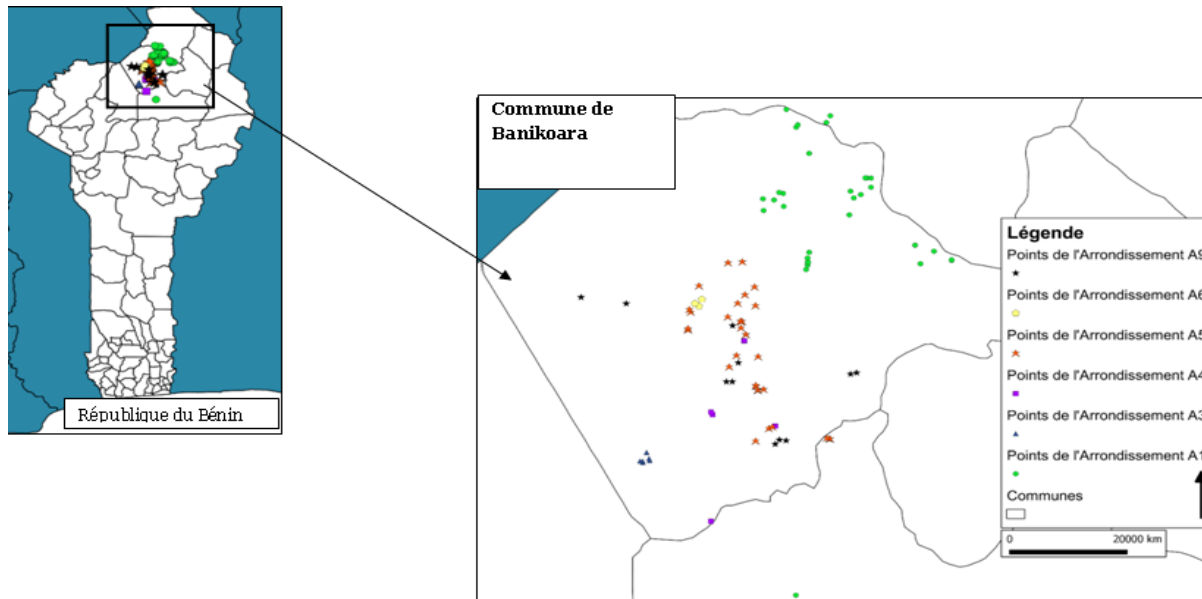 Commune de
Banikoara
République du Bénin
Légende
Points de l'Arrondissement A9
Points de l'Arrondissement A6
Points de l'Arrondissement A5
Points de l'Arrondissement A4
Points de l'Arrondissement A3
Points de l'Arrondissement A1
Communes
0 20000 km